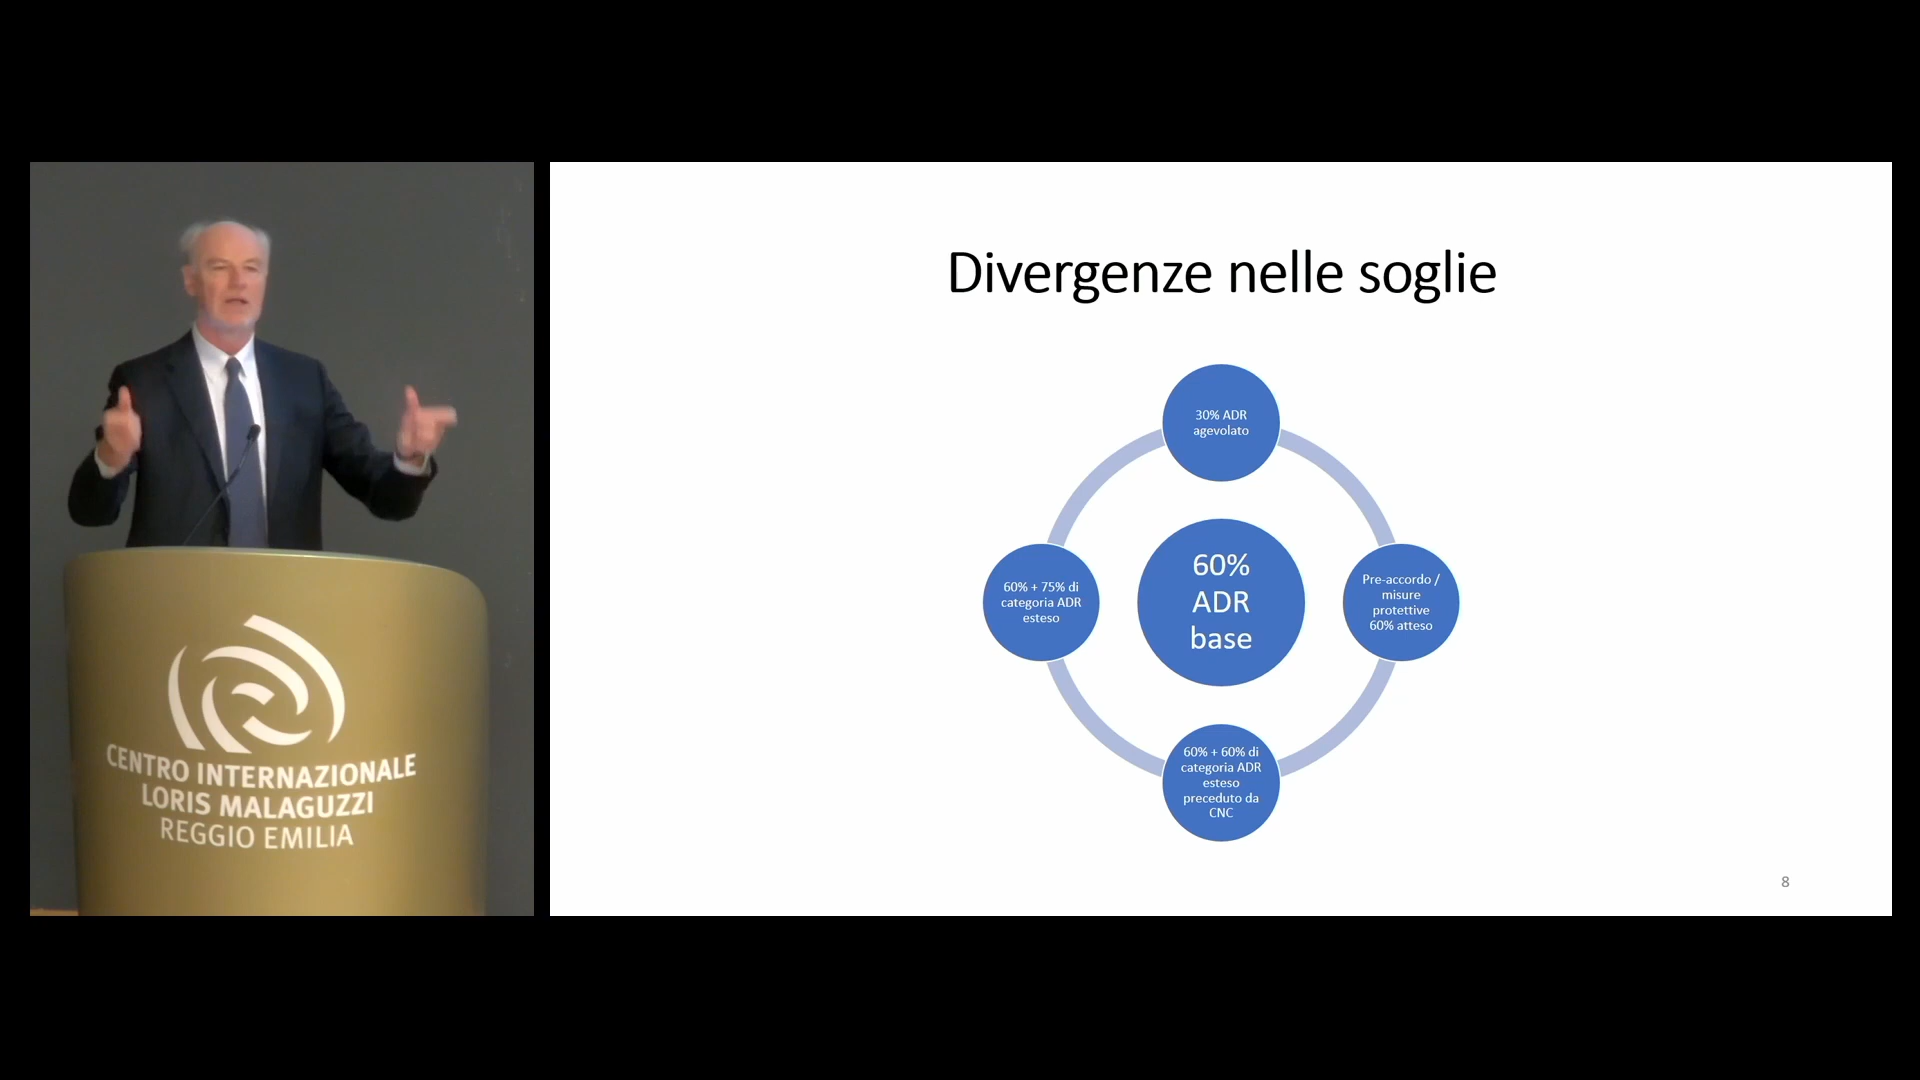 CENTRO INTERNAZIONALE
LORIS MALAGUZZI
REGGIO EMILIA
Divergenze nelle soglie
30% ADR
agevolato
60% + 75% di
categoria ADR
esteso
60%
ADR
base
Pre-accordo /
misure
protettive
60% atteso
60% + 60% di
categoria ADR
esteso
preceduto da
CNC
8